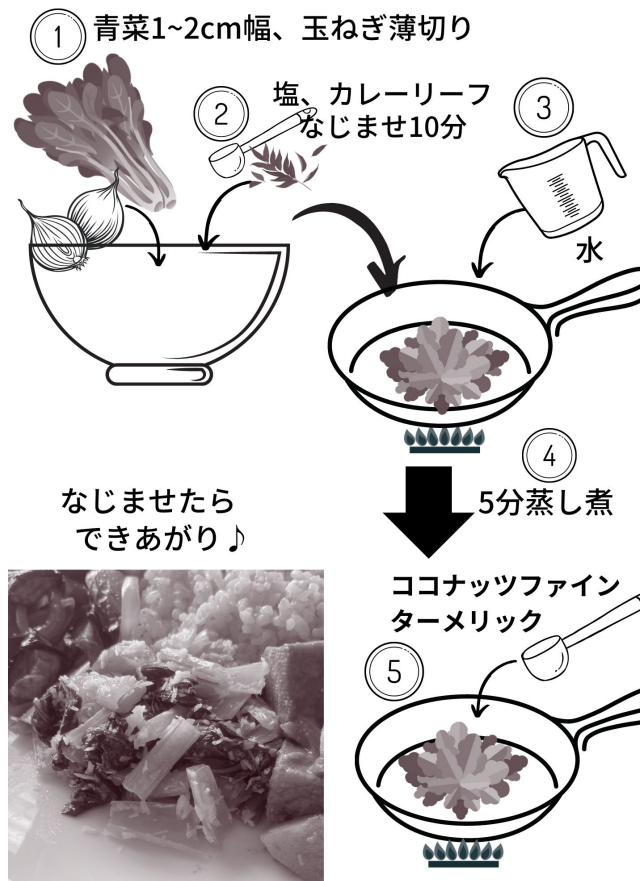 1
青菜1~2cm幅、玉ねぎ薄切り
2
塩、カレーリーフ
なじませ10分
3
水
4
5分蒸し煮
ココナッツファイン
ターメリック
5
なじませたら
できあがり♪